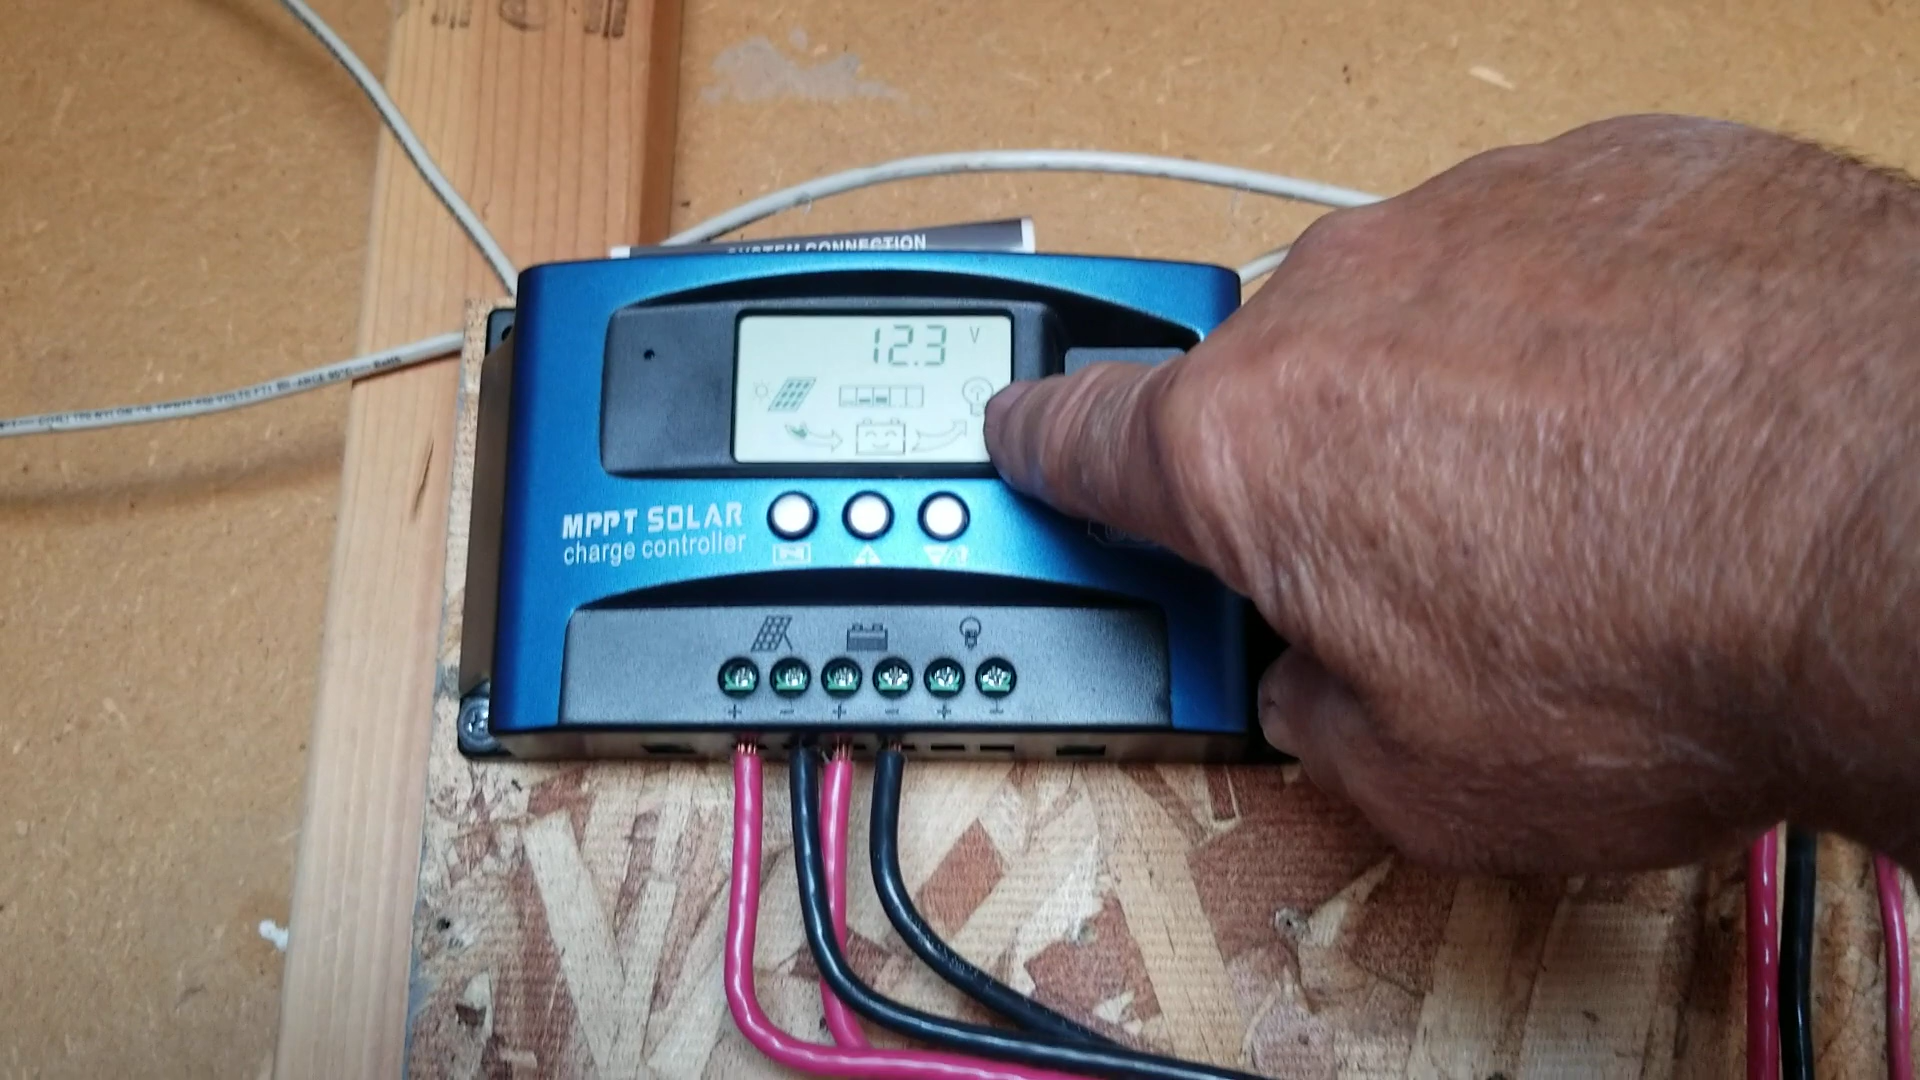 SYSTEM CONNECTION
12.3 V
MPPT SOLAR
charge controller
+ − + − + −